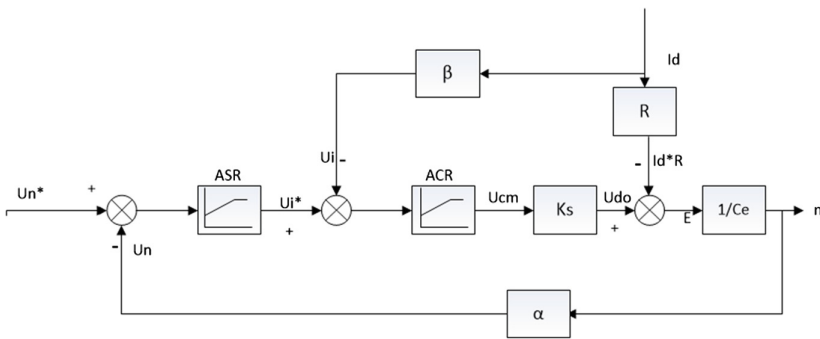 Id
β
R
Ui -
- Id*R
ASR
ACR
Un*
+
Ui*
+
Ucm
Ks
Udo
+
E
1/Ce
n
- Un
α